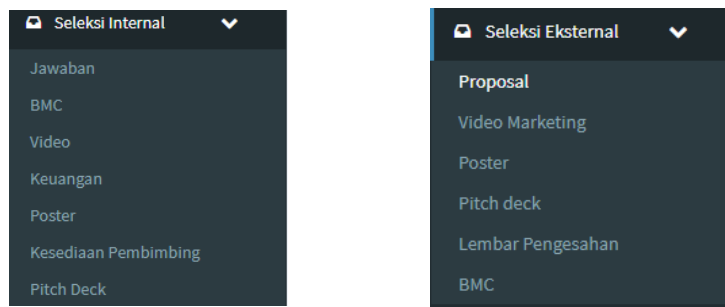 Seleksi Internal
Jawaban
BMC
Video
Keuangan
Poster
Kesediaan Pembimbing
Pitch Deck
Seleksi Eksternal
Proposal
Video Marketing
Poster
Pitch deck
Lembar Pengesahan
BMC